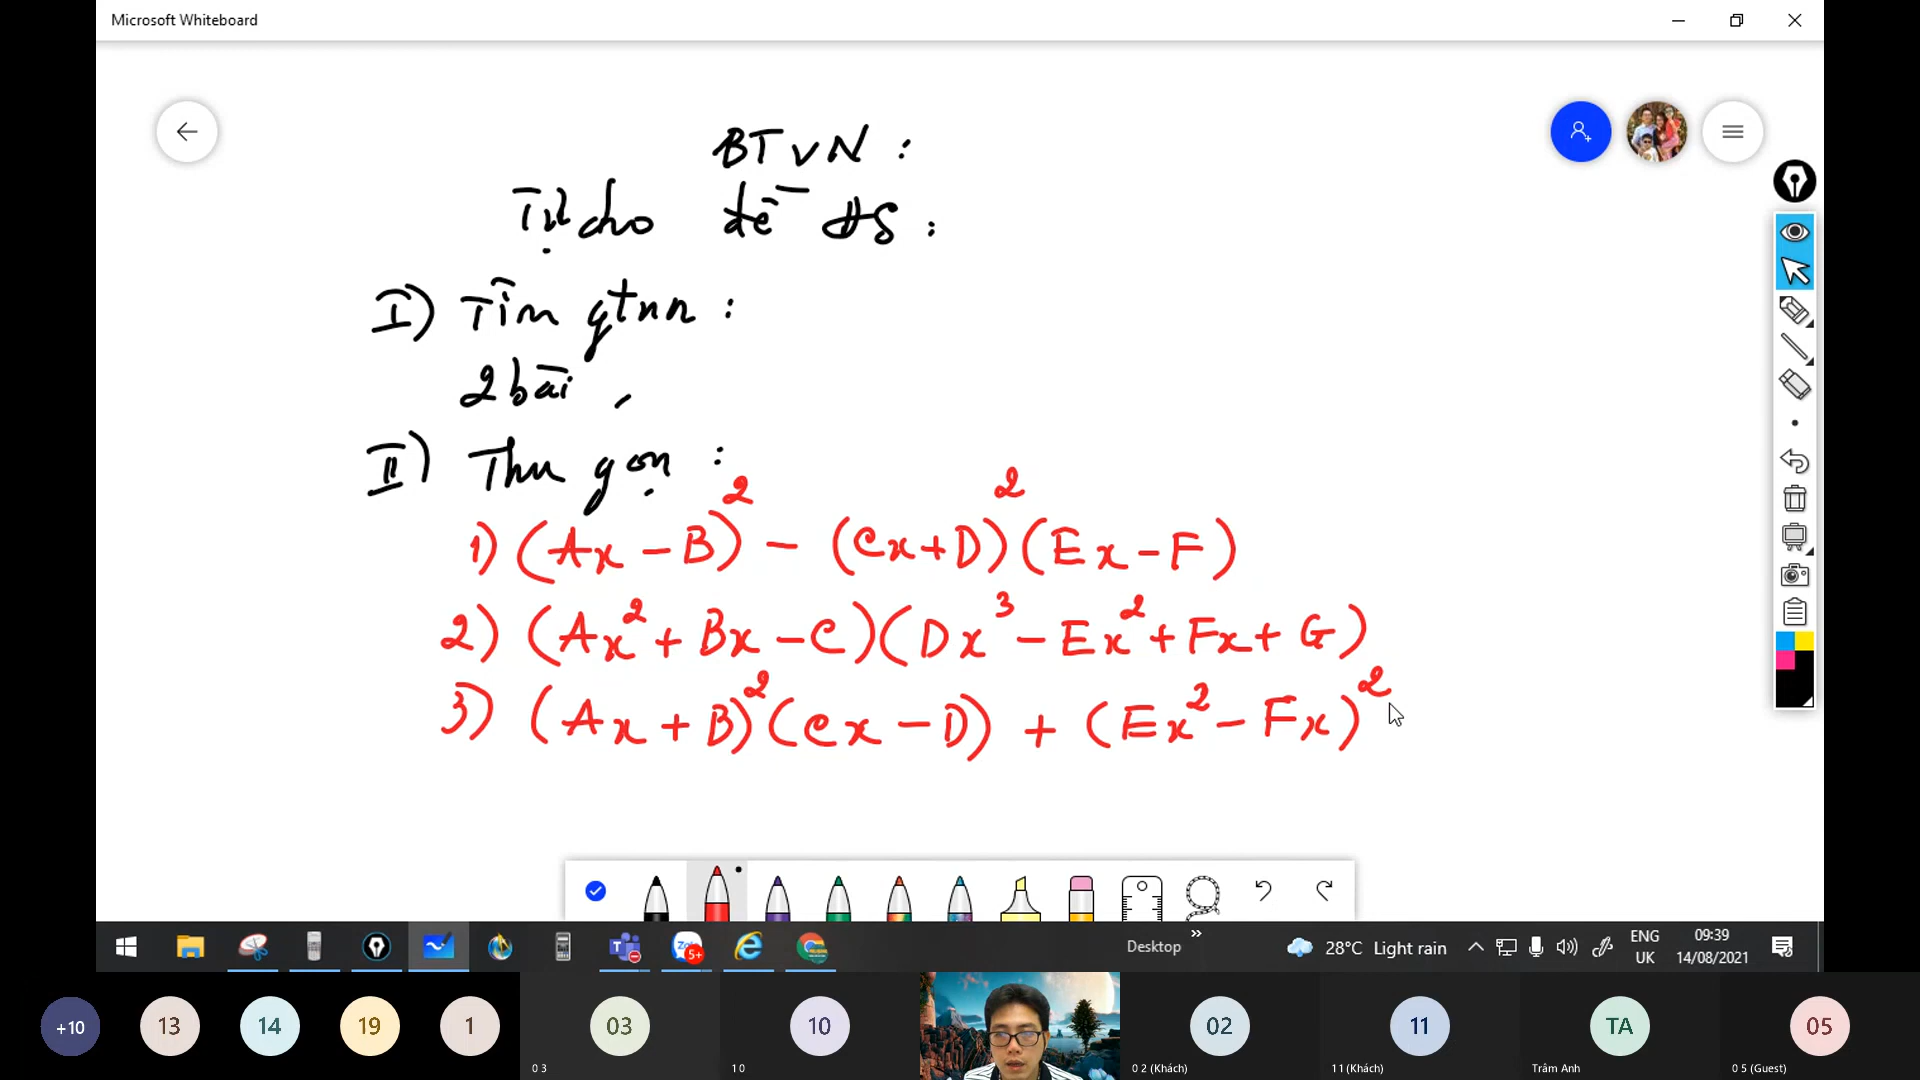 Microsoft Whiteboard
BTVN :
Tự cho đề ĐS :
I) Tìm gtnn :
2 bài ,
II) Thu gọn :
1) (Ax - B)² - (Cx + D)²(Ex - F)
2) (Ax² + Bx - C)(Dx³ - Ex² + Fx + G)
3) (Ax + B)²(Cx - D) + (Ex² - Fx)²
Desktop
28°C Light rain
ENG
UK
09:39
14/08/2021
+10
13
14
19
1
03
10
02
11
TA
05
0 3
1 0
0 2 (Khách)
1 1 (Khách)
Trâm Anh
0 5 (Guest)